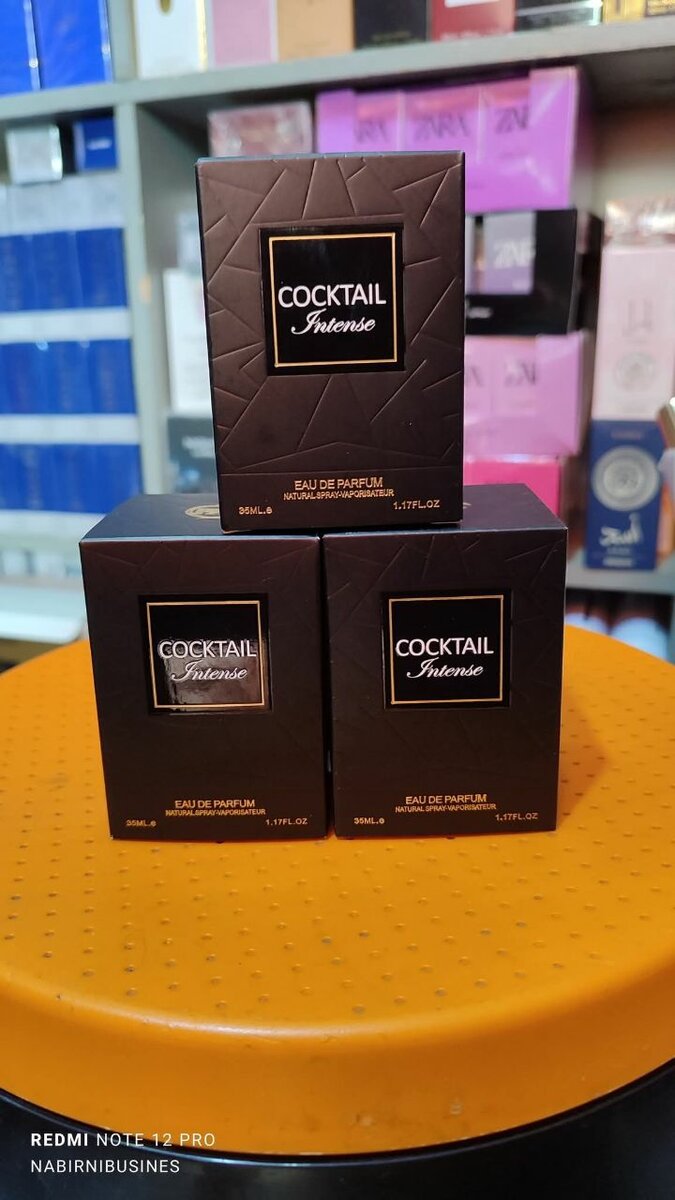 ZARA
COCKTAIL
Intense
EAU DE PARFUM
NATURAL SPRAY-VAPORISATEUR
35ML.e
1.17FL.OZ
COCKTAIL
Intense
EAU DE PARFUM
NATURAL SPRAY-VAPORISATEUR
35ML.e
1.17FL.OZ
COCKTAIL
Intense
EAU DE PARFUM
NATURAL SPRAY-VAPORISATEUR
35ML.e
1.17FL.OZ
REDMI NOTE 12 PRO
NABIRNIBUSINES